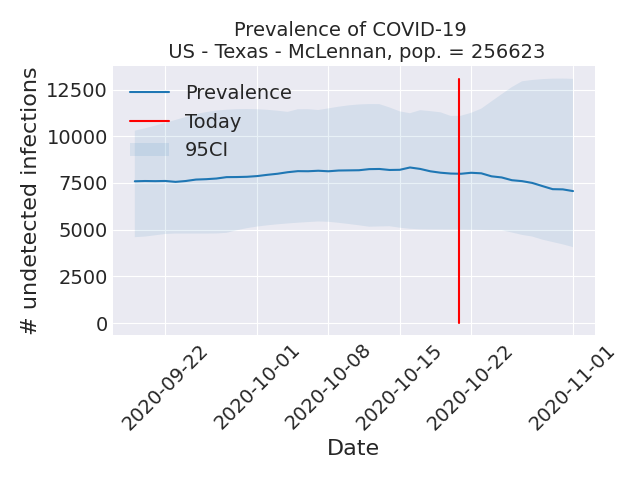 Prevalence of COVID-19
US - Texas - McLennan, pop. = 256623
# undetected infections
12500
10000
7500
5000
2500
0
Prevalence
Today
95CI
2020-09-22
2020-10-01
2020-10-08
2020-10-15
2020-10-22
2020-11-01
Date